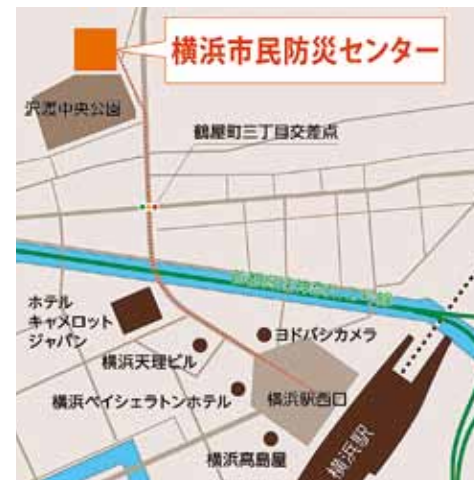 横浜市民防災センター
沢渡中央公園
鶴屋町三丁目交差点
ホテル
キャメロット
ジャパン
ヨドバシカメラ
横浜天理ビル
横浜ベイシェラトンホテル
横浜駅西口
横浜高島屋
横浜駅